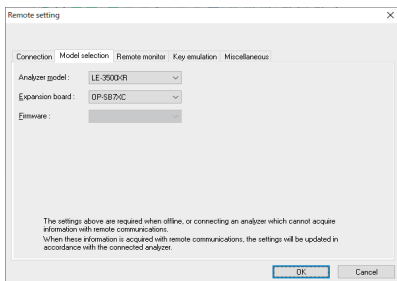 Remote setting
Connection Model selection Remote monitor Key emulation Miscellaneous
Analyzer model : LE-3500XR
Expansion board : OP-SB7XC
Firmware :
The settings above are required when offline, or connecting an analyzer which cannot acquire
information with remote communications.
When these information is acquired with remote communications, the settings will be updated in
accordance with the connected analyzer.
OK Cancel